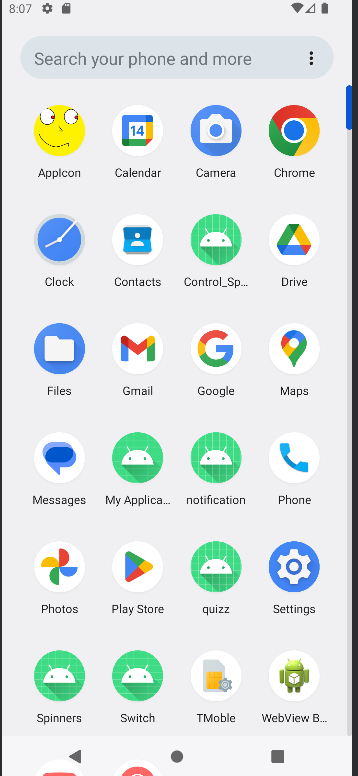 8:07
Search your phone and more
14
AppIcon Calendar Camera Chrome
Clock Contacts Control_Sp... Drive
Files Gmail Google Maps
Messages My Applica... notification Phone
Photos Play Store quizz Settings
Spinners Switch TMoble WebView B...